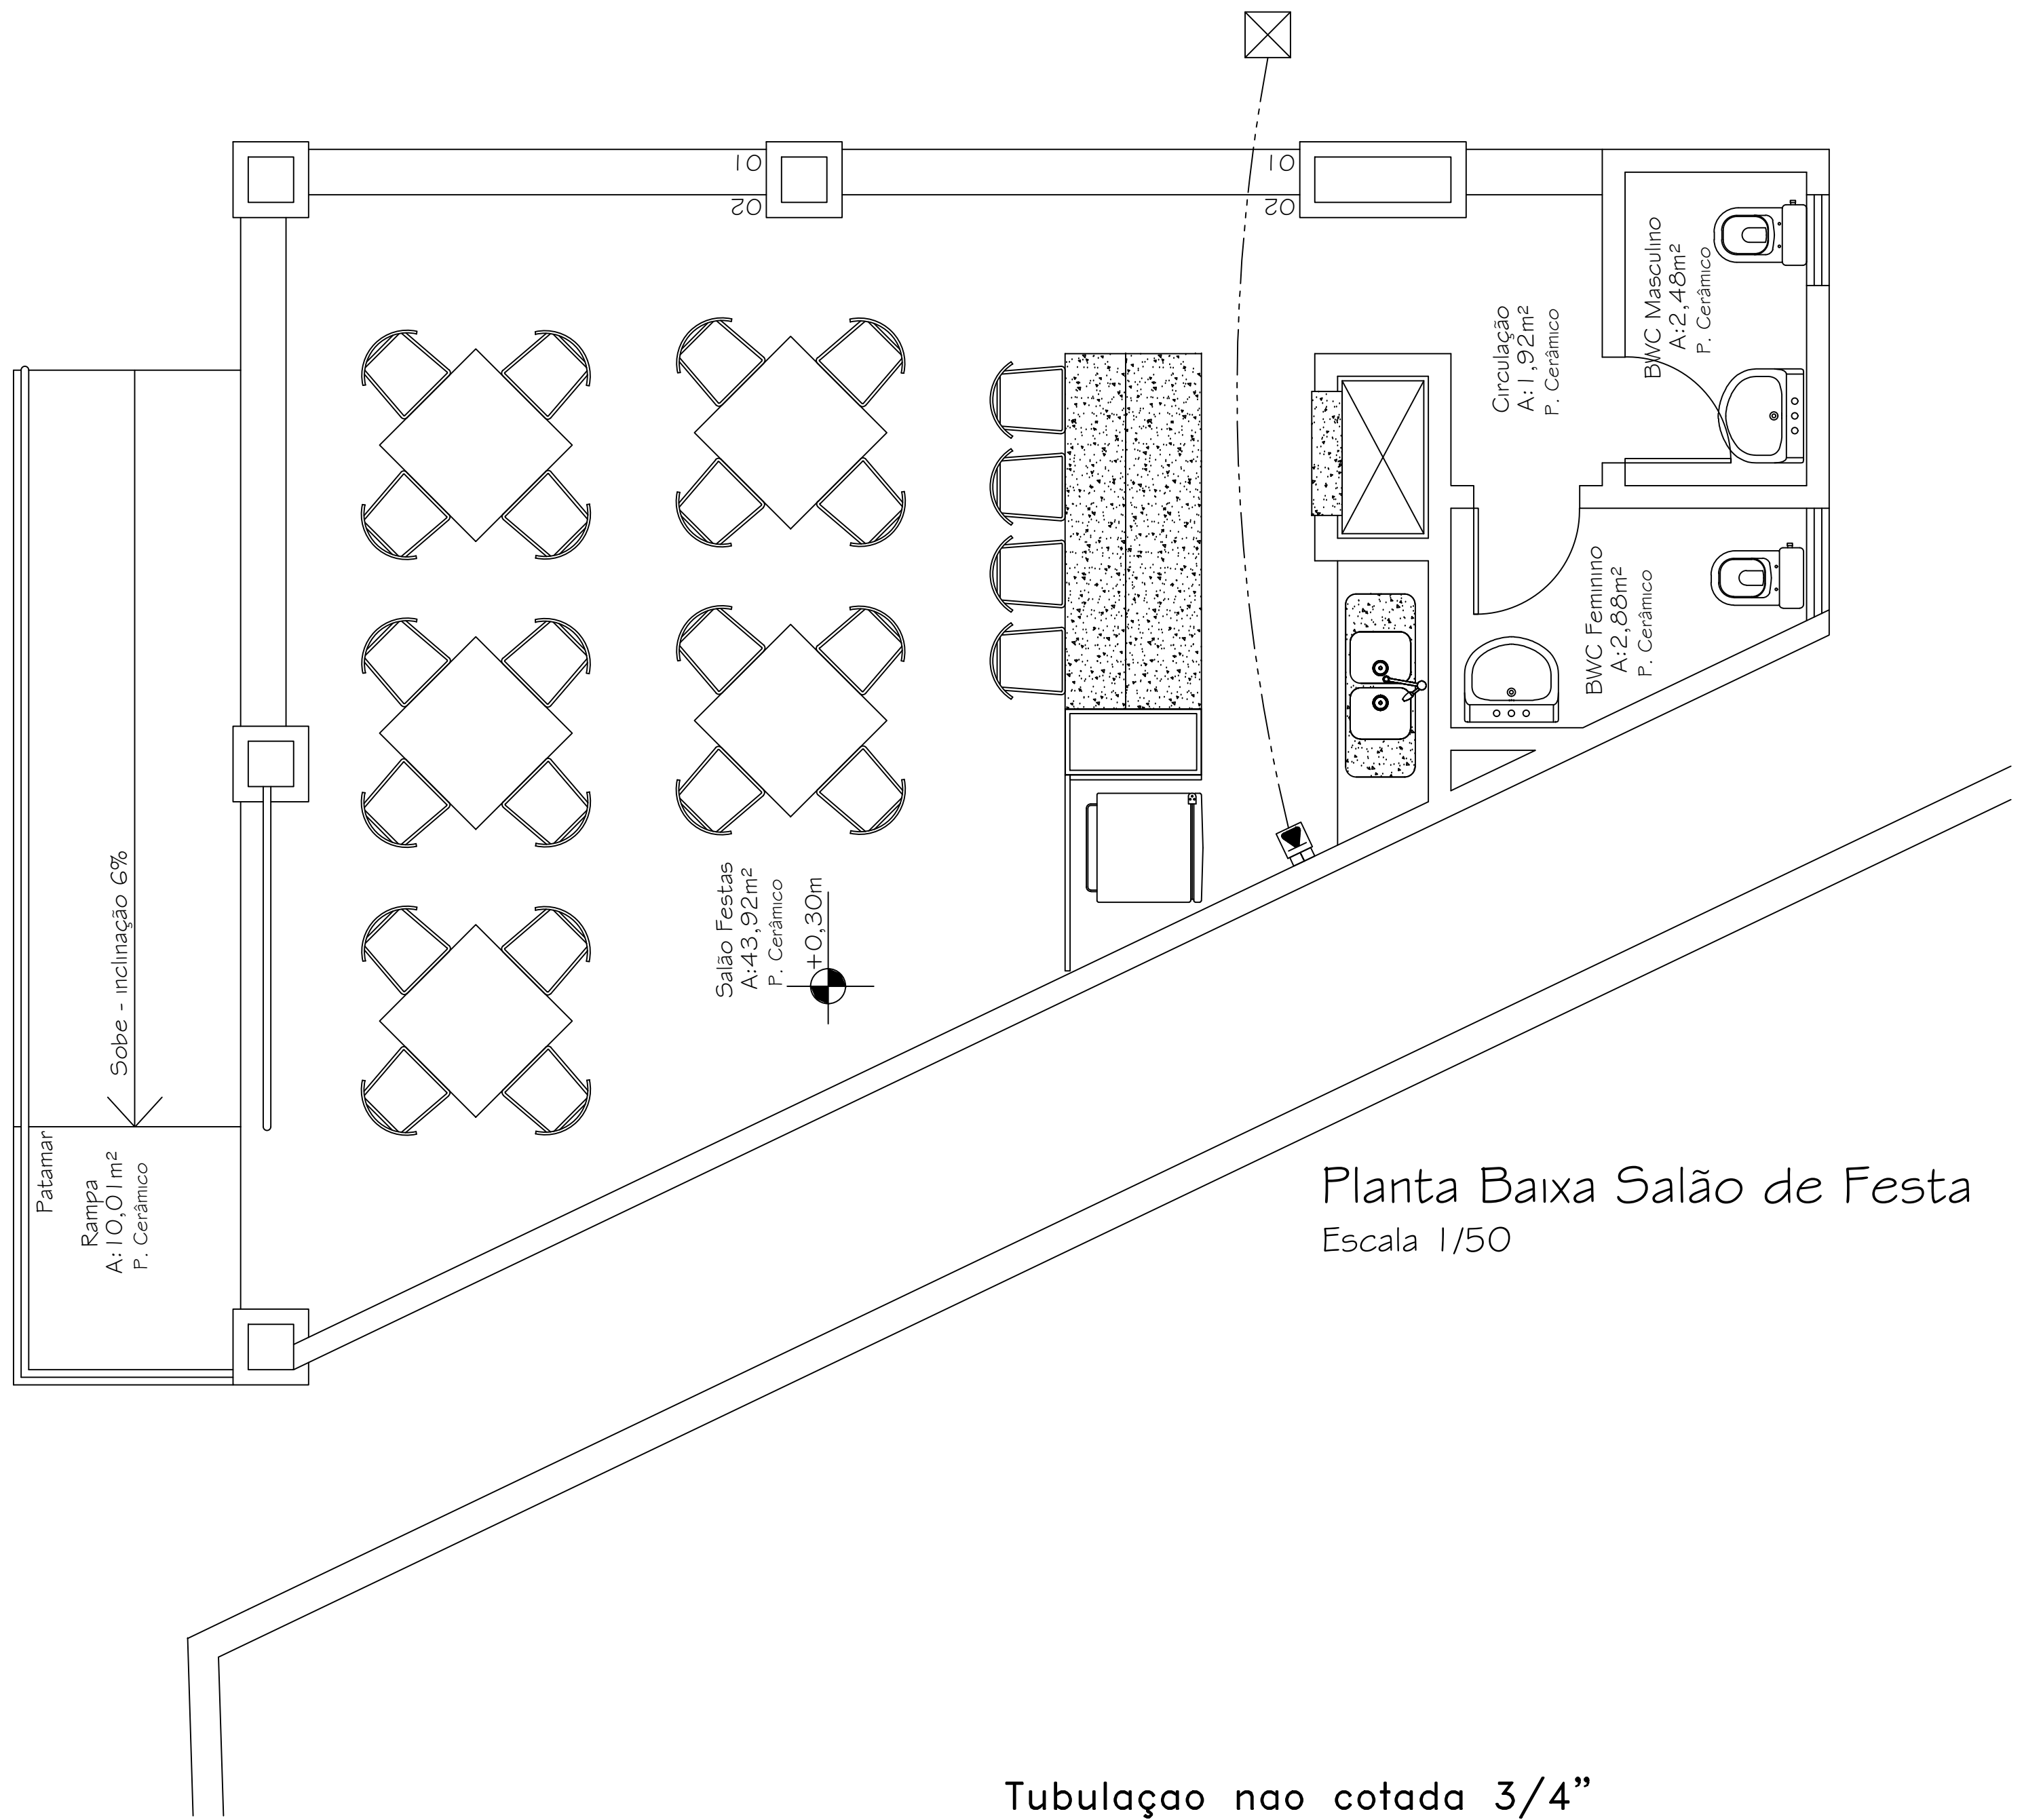 01
02
01
02
BWC Masculino
A:2,48m²
P. Cerâmico
Circulação
A:1,92m²
P. Cerâmico
BWC Feminino
A:2,88m²
P. Cerâmico
Salão Festas
A:43,92m²
P. Cerâmico
+0,30m
Sobe - inclinação 6%
Patamar
Rampa
A:10,01m²
P. Cerâmico
Planta Baixa Salão de Festa
Escala 1/50
Tubulaçao nao cotada 3/4”